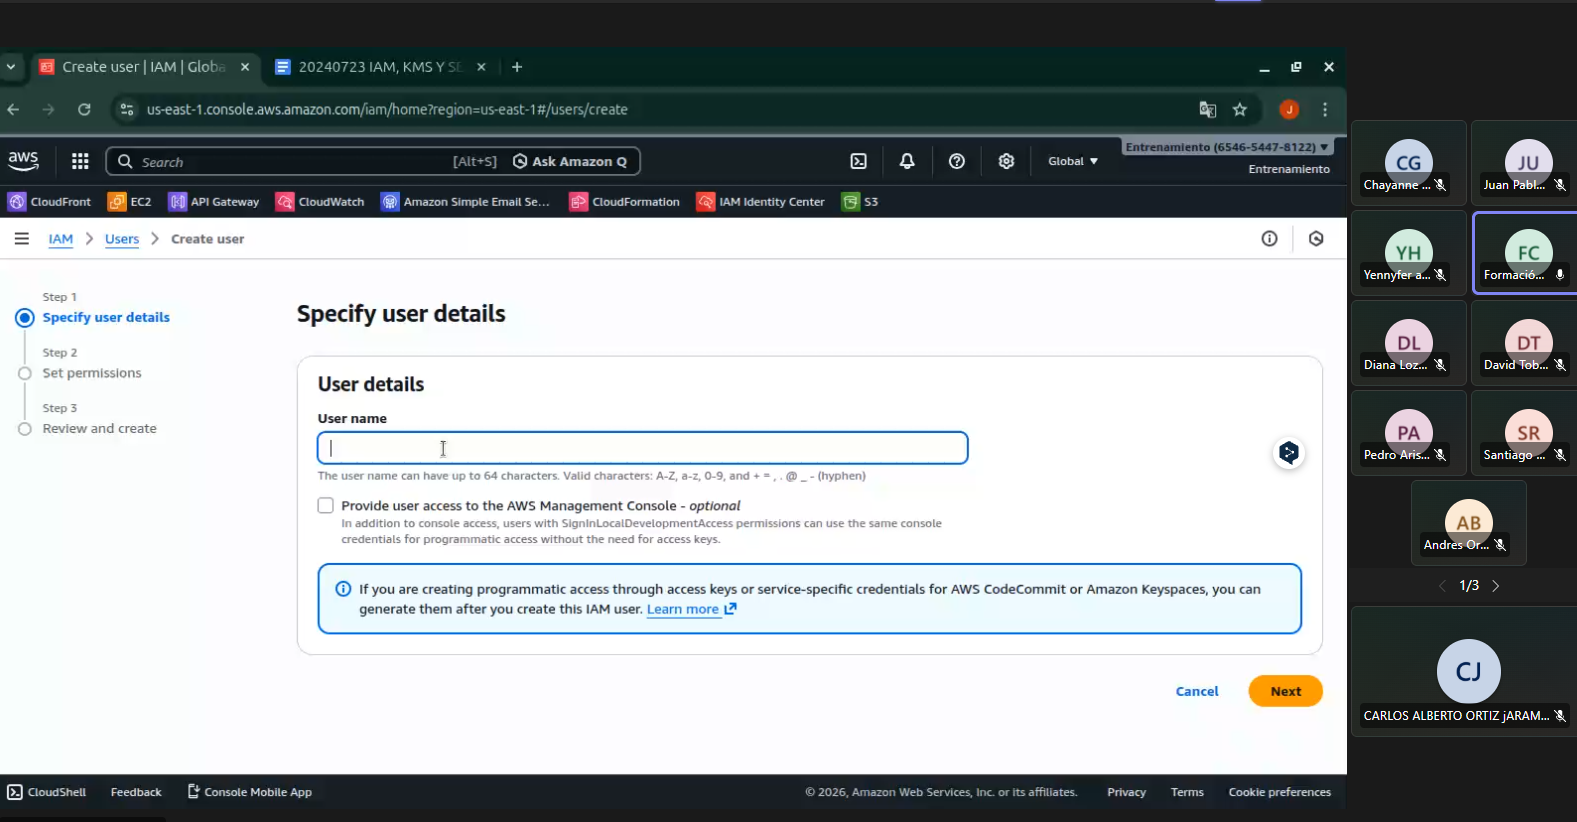 Create user | IAM | Globa
20240723 IAM, KMS Y SE
us-east-1.console.aws.amazon.com/iam/home?region=us-east-1#/users/create
J
aws
Search
[Alt+S]
Ask Amazon Q
Global
Entrenamiento (6546-5447-8122)
Entrenamiento
CloudFront
EC2
API Gateway
CloudWatch
Amazon Simple Email Se...
CloudFormation
IAM Identity Center
S3
IAM
Users
Create user
Step 1
Specify user details
Step 2
Set permissions
Step 3
Review and create
Specify user details
User details
User name
The user name can have up to 64 characters. Valid characters: A-Z, a-z, 0-9, and + = , . @ _ - (hyphen)
Provide user access to the AWS Management Console - optional
In addition to console access, users with SignInLocalDevelopmentAccess permissions can use the same console
credentials for programmatic access without the need for access keys.
If you are creating programmatic access through access keys or service-specific credentials for AWS CodeCommit or Amazon Keyspaces, you can
generate them after you create this IAM user. Learn more
Cancel
Next
CloudShell
Feedback
Console Mobile App
© 2026, Amazon Web Services, Inc. or its affiliates.
Privacy
Terms
Cookie preferences
CG
Chayanne ...
JU
Juan Pabl...
YH
Yennyfer a...
FC
Formació...
DL
Diana Loz...
DT
David Tob...
PA
Pedro Aris...
SR
Santiago ...
AB
Andres Or...
1/3
CJ
CARLOS ALBERTO ORTIZ jARAM...